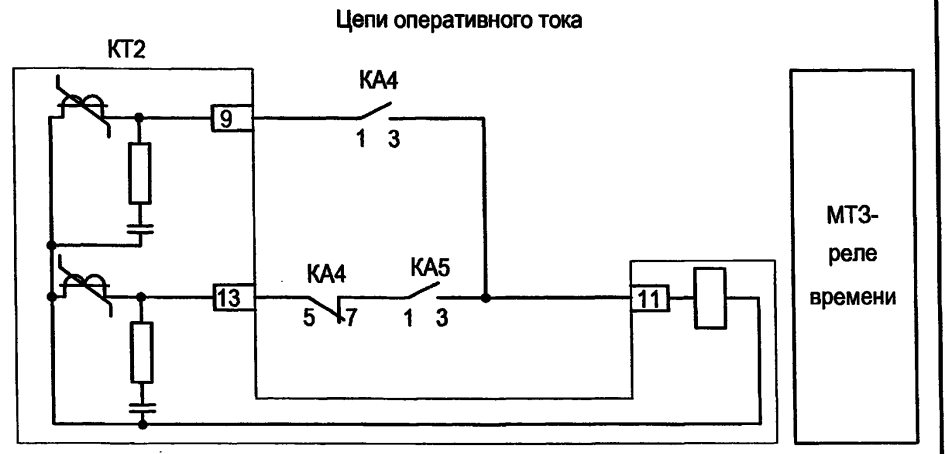 Цепи оперативного тока
КТ2
КА4
9
1 3
КА4
КА5
13
5 7
1 3
11
МТЗ-
реле
времени